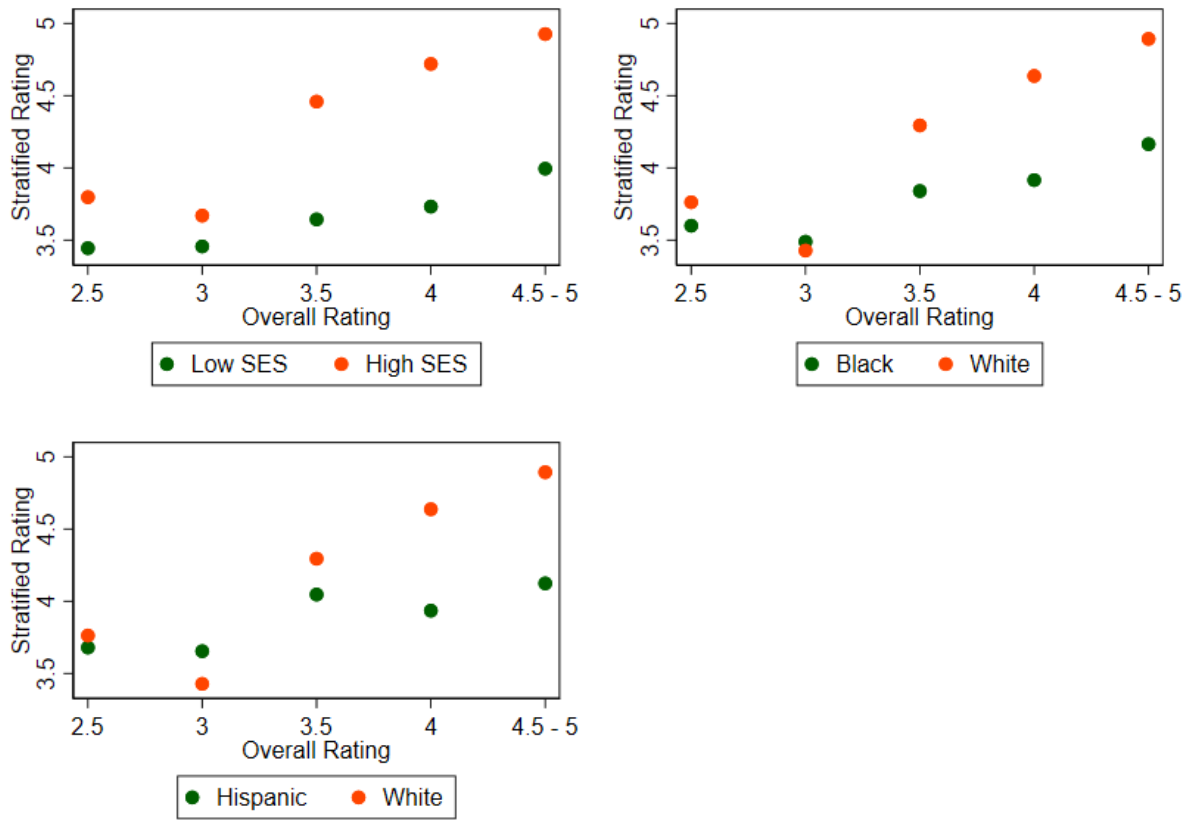 Stratified Rating
5
4.5
4
3.5
2.5 3 3.5 4 4.5 - 5
Overall Rating
Low SES High SES
Stratified Rating
5
4.5
4
3.5
2.5 3 3.5 4 4.5 - 5
Overall Rating
Black White
Stratified Rating
5
4.5
4
3.5
2.5 3 3.5 4 4.5 - 5
Overall Rating
Hispanic White